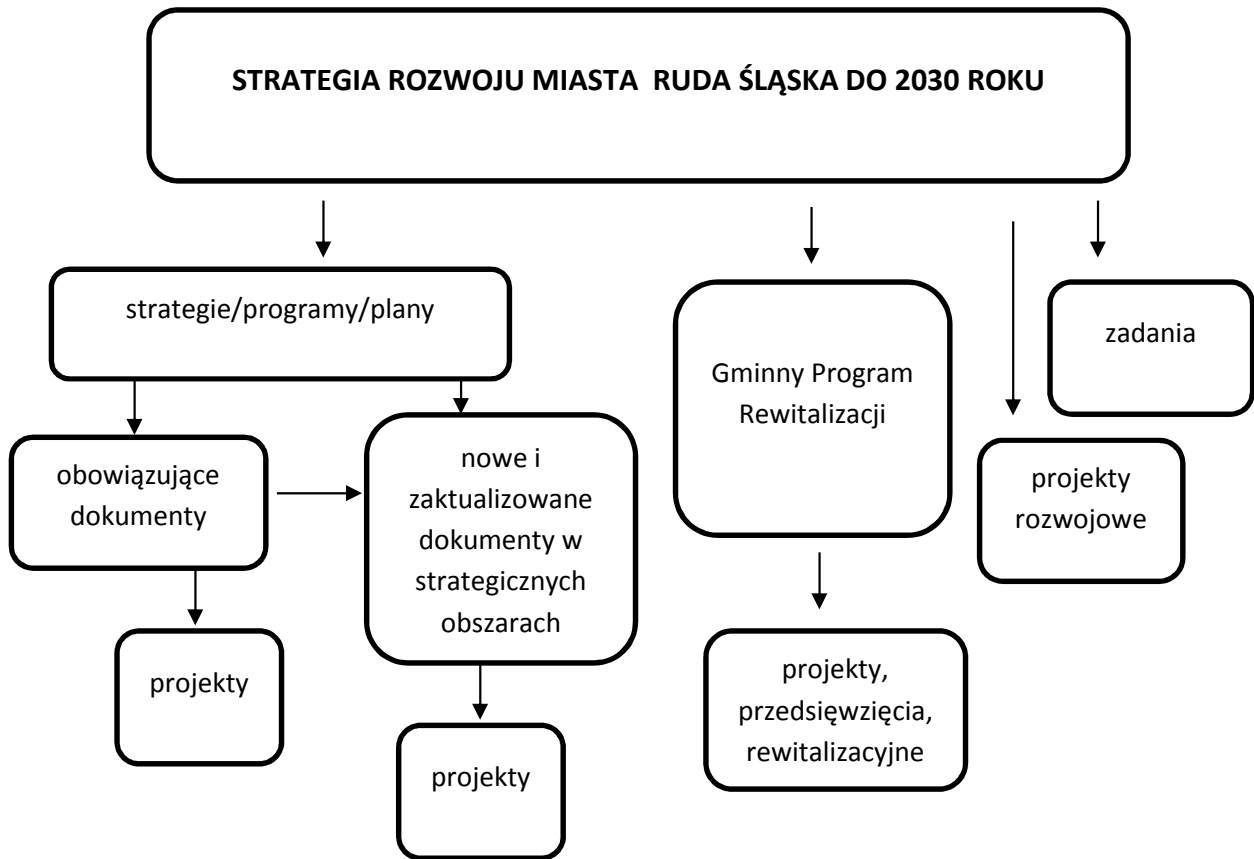 STRATEGIA ROZWOJU MIASTA RUDA ŚLĄSKA DO 2030 ROKU
strategie/programy/plany
obowiązujące
dokumenty
projekty
nowe i
zaktualizowane
dokumenty w
strategicznych
obszarach
projekty
Gminny Program
Rewitalizacji
projekty,
przedsięwzięcia,
rewitalizacyjne
projekty
rozwojowe
zadania